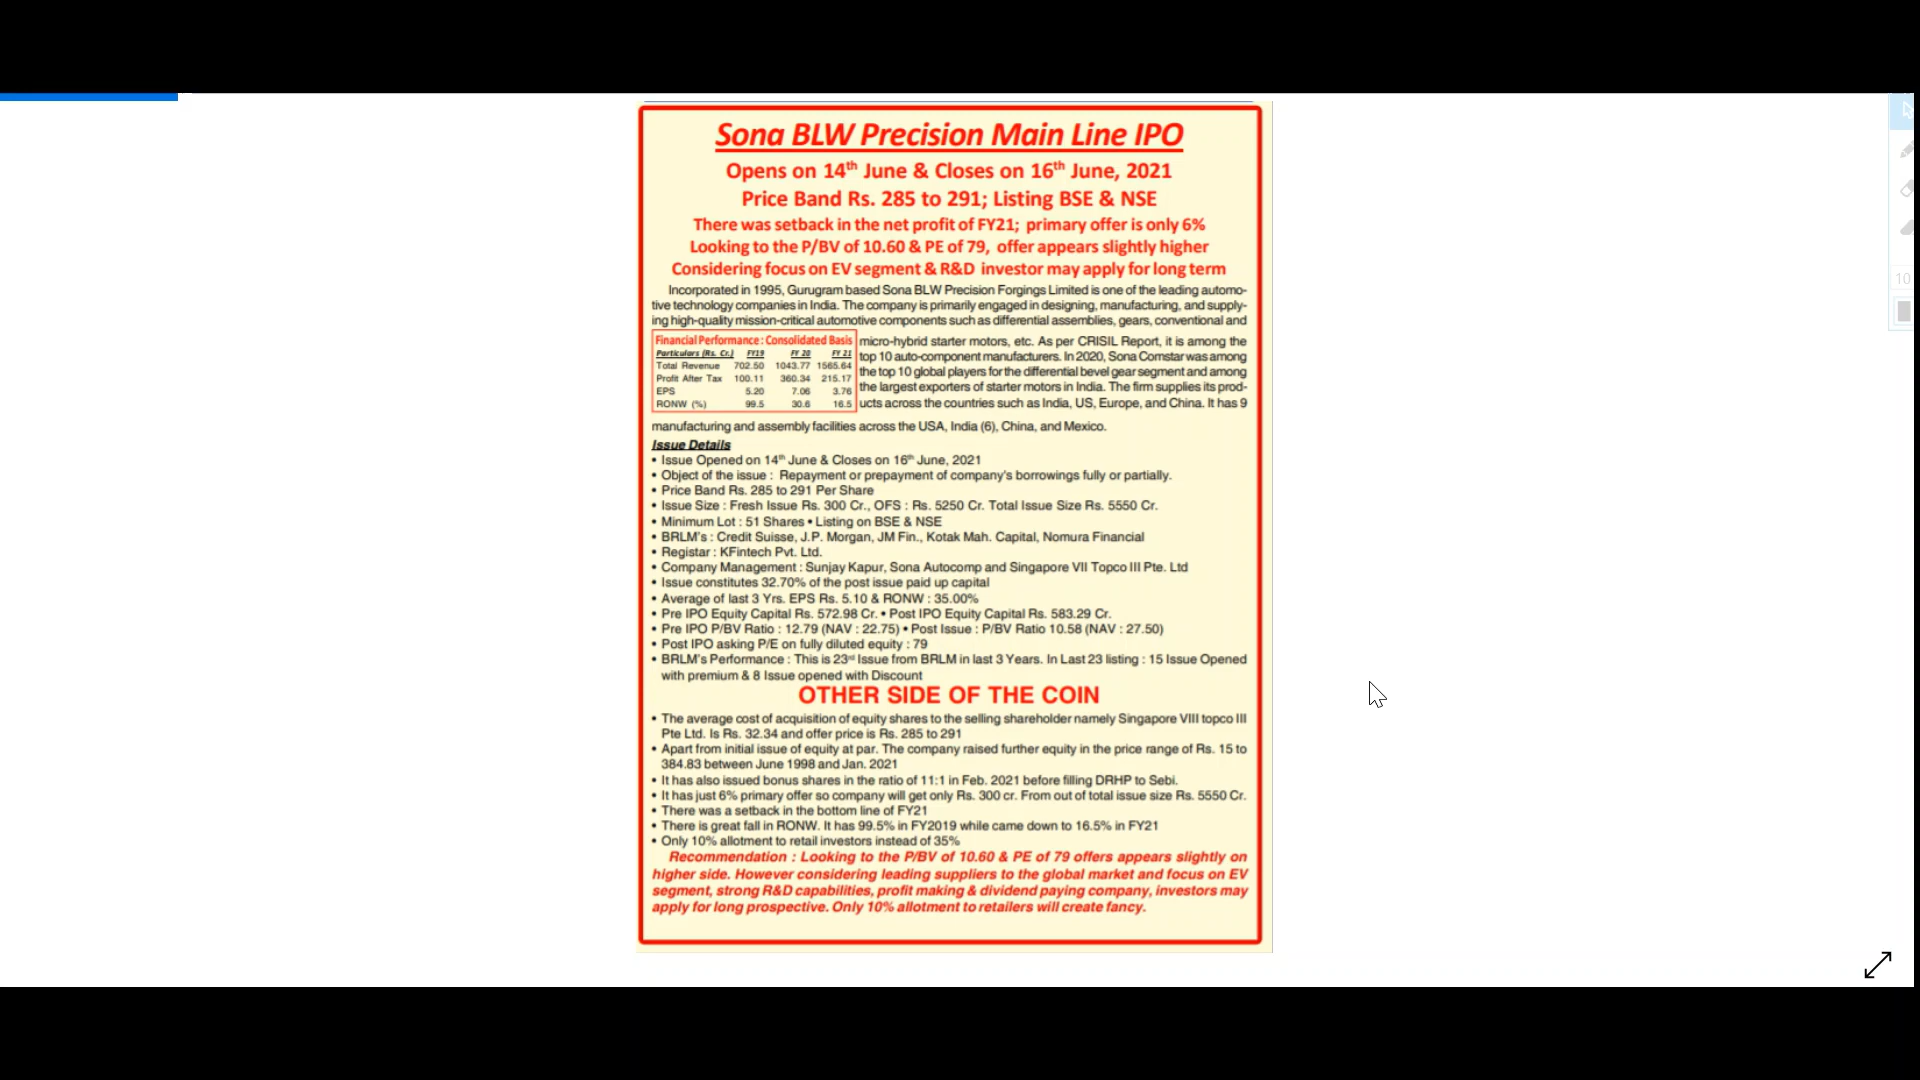 Sona BLW Precision Main Line IPO
Opens on 14th June & Closes on 16th June, 2021
Price Band Rs. 285 to 291; Listing BSE & NSE
There was setback in the net profit of FY21; primary offer is only 6%
Looking to the P/BV of 10.60 & PE of 79, offer appears slightly higher
Considering focus on EV segment & R&D investor may apply for long term
Incorporated in 1995, Gurugram based Sona BLW Precision Forgings Limited is one of the leading automo-
tive technology companies in India. The company is primarily engaged in designing, manufacturing, and supply-
ing high-quality mission-critical automotive components such as differential assemblies, gears, conventional and
Financial Performance : Consolidated Basis
Particulars (Rs. Cr.) FY19 FY 20 FY 21
Total Revenue 702.50 1043.77 1565.64
Profit After Tax 100.11 360.34 215.17
EPS 5.20 7.06 3.76
RONW (%) 99.5 30.6 16.5
micro-hybrid starter motors, etc. As per CRISIL Report, it is among the
top 10 auto-component manufacturers. In 2020, Sona Comstar was among
the top 10 global players for the differential bevel gear segment and among
the largest exporters of starter motors in India. The firm supplies its prod-
ucts across the countries such as India, US, Europe, and China. It has 9
manufacturing and assembly facilities across the USA, India (6), China, and Mexico.
Issue Details
• Issue Opened on 14th June & Closes on 16th June, 2021
• Object of the issue : Repayment or prepayment of company's borrowings fully or partially.
• Price Band Rs. 285 to 291 Per Share
• Issue Size : Fresh Issue Rs. 300 Cr., OFS : Rs. 5250 Cr. Total Issue Size Rs. 5550 Cr.
• Minimum Lot : 51 Shares • Listing on BSE & NSE
• BRLM's : Credit Suisse, J.P. Morgan, JM Fin., Kotak Mah. Capital, Nomura Financial
• Registar : KFintech Pvt. Ltd.
• Company Management : Sunjay Kapur, Sona Autocomp and Singapore VII Topco III Pte. Ltd
• Issue constitutes 32.70% of the post issue paid up capital
• Average of last 3 Yrs. EPS Rs. 5.10 & RONW : 35.00%
• Pre IPO Equity Capital Rs. 572.98 Cr. • Post IPO Equity Capital Rs. 583.29 Cr.
• Pre IPO P/BV Ratio : 12.79 (NAV : 22.75) • Post Issue : P/BV Ratio 10.58 (NAV : 27.50)
• Post IPO asking P/E on fully diluted equity : 79
• BRLM's Performance : This is 23rd Issue from BRLM in last 3 Years. In Last 23 listing : 15 Issue Opened
with premium & 8 Issue opened with Discount
OTHER SIDE OF THE COIN
• The average cost of acquisition of equity shares to the selling shareholder namely Singapore VIII topco III
Pte Ltd. Is Rs. 32.34 and offer price is Rs. 285 to 291
• Apart from initial issue of equity at par. The company raised further equity in the price range of Rs. 15 to
384.83 between June 1998 and Jan. 2021
• It has also issued bonus shares in the ratio of 11:1 in Feb. 2021 before filling DRHP to Sebi.
• It has just 6% primary offer so company will get only Rs. 300 cr. From out of total issue size Rs. 5550 Cr.
• There was a setback in the bottom line of FY21
• There is great fall in RONW. It has 99.5% in FY2019 while came down to 16.5% in FY21
• Only 10% allotment to retail investors instead of 35%
Recommendation : Looking to the P/BV of 10.60 & PE of 79 offers appears slightly on
higher side. However considering leading suppliers to the global market and focus on EV
segment, strong R&D capabilities, profit making & dividend paying company, investors may
apply for long prospective. Only 10% allotment to retailers will create fancy.
10